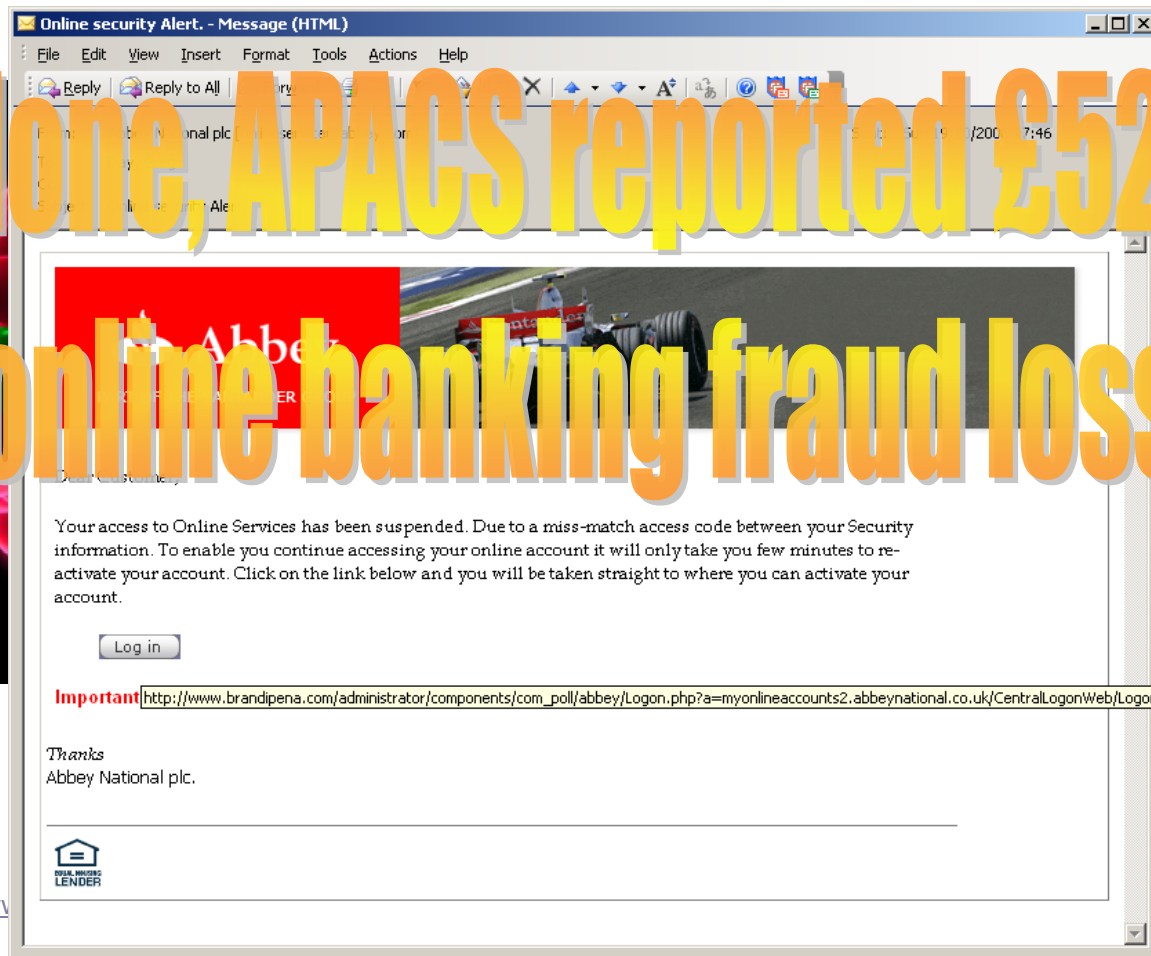 Online security Alert. - Message (HTML)
File Edit View Insert Format Tools Actions Help
Reply Reply to All
one, APACS reported £52
/200 7:46
Abbey
online banking fraud loss
Your access to Online Services has been suspended. Due to a miss-match access code between your Security
information. To enable you continue accessing your online account it will only take you few minutes to re-
activate your account. Click on the link below and you will be taken straight to where you can activate your
account.
Log in
Important http://www.brandipena.com/administrator/components/com_poll/abbey/Logon.php?a=myonlineaccounts2.abbeynational.co.uk/CentralLogonWeb/Logo
Thanks
Abbey National plc.
EQUAL HOUSING
LENDER